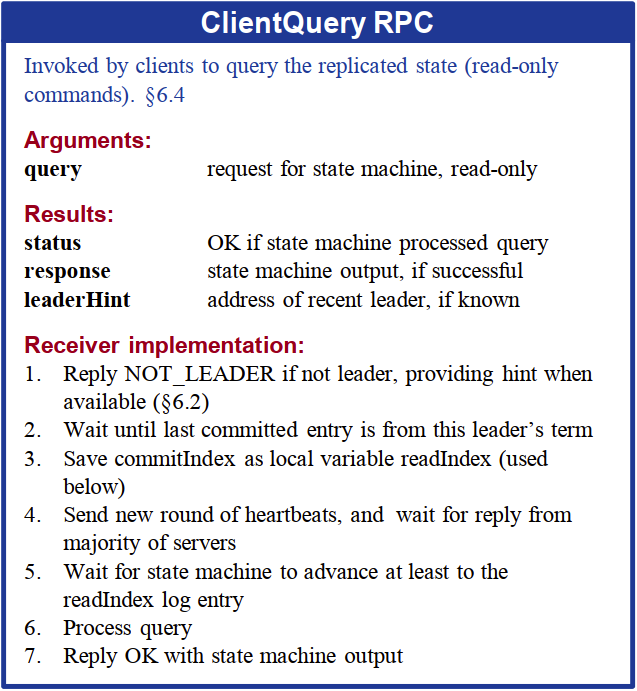 ClientQuery RPC
Invoked by clients to query the replicated state (read-only
commands). §6.4
Arguments:
query request for state machine, read-only
Results:
status OK if state machine processed query
response state machine output, if successful
leaderHint address of recent leader, if known
Receiver implementation:
1. Reply NOT_LEADER if not leader, providing hint when
available (§6.2)
2. Wait until last committed entry is from this leader’s term
3. Save commitIndex as local variable readIndex (used
below)
4. Send new round of heartbeats, and wait for reply from
majority of servers
5. Wait for state machine to advance at least to the
readIndex log entry
6. Process query
7. Reply OK with state machine output